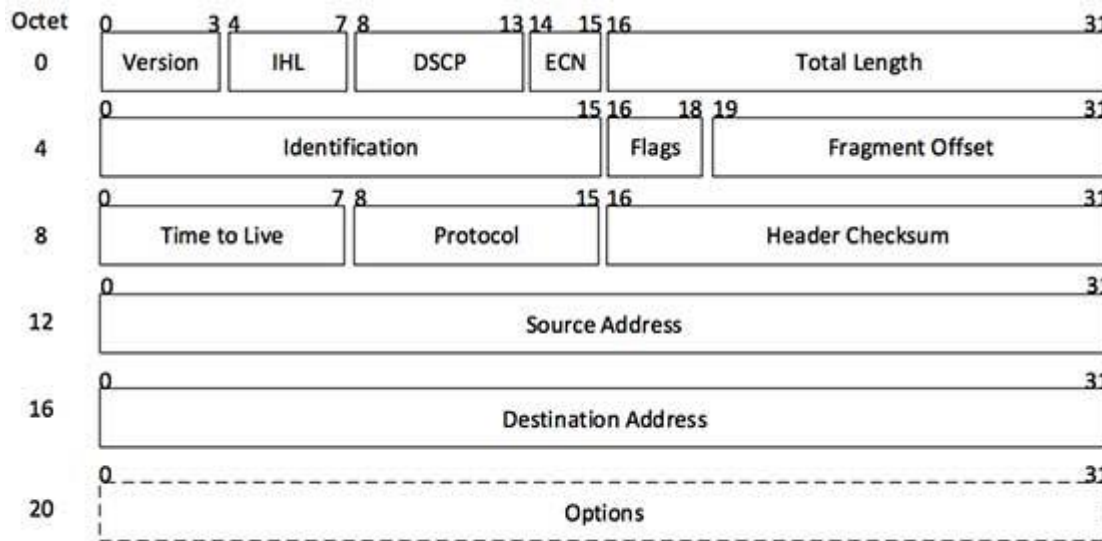 Octet 0 3 4 7 8 13 14 15 16 31
0 Version IHL DSCP ECN Total Length
0 15 16 18 19 31
4 Identification Flags Fragment Offset
0 7 8 15 16 31
8 Time to Live Protocol Header Checksum
0 31
12 Source Address
0 31
16 Destination Address
0 31
20 Options